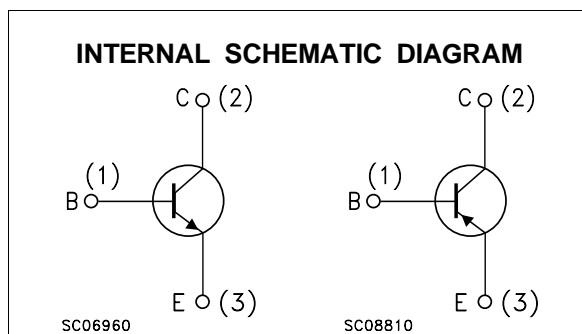 INTERNAL SCHEMATIC DIAGRAM
C (2) C (2)
(1) (1)
B B
E (3) E (3)
SC06960 SC08810